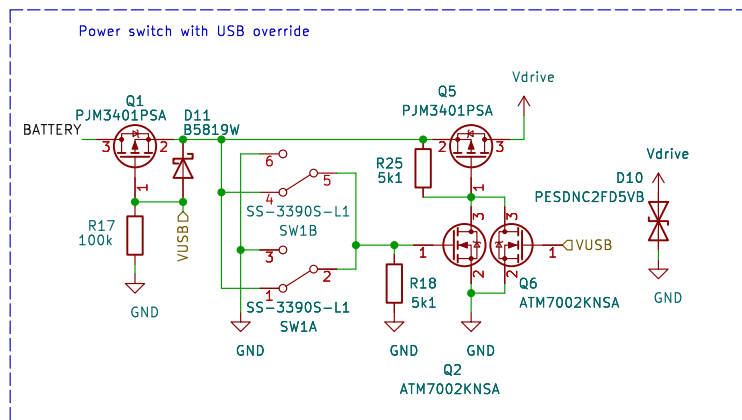 Power switch with USB override
Q1
PJM3401PSA
D11
B5819W
BATTERY
3
2
1
R17
100k
VUSB
GND
6
5
4
SS-3390S-L1
SW1B
3
2
1
SS-3390S-L1
SW1A
GND
Q5
PJM3401PSA
Vdrive
2
3
1
R25
5k1
R18
5k1
GND
1
3
2
3
2
1
VUSB
Q6
ATM7002KNSA
GND
Q2
ATM7002KNSA
Vdrive
D10
PESDNC2FD5VB
GND